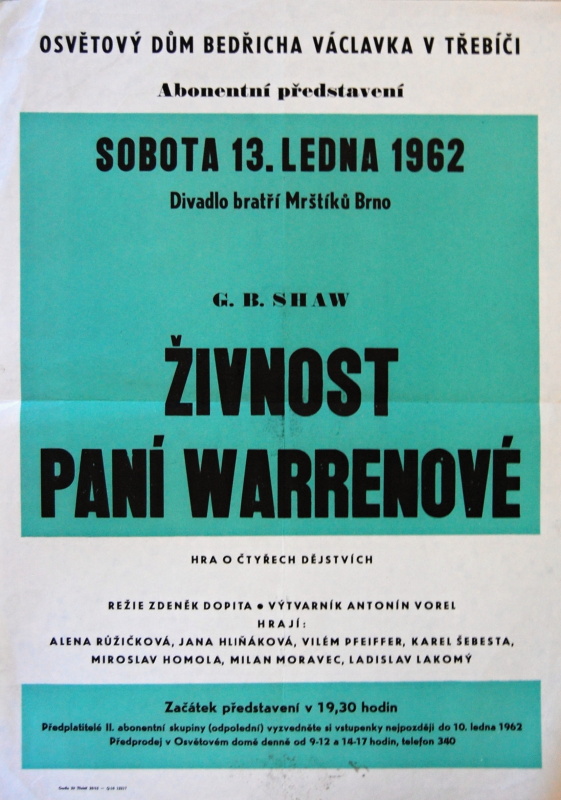 OSVĚTOVÝ DŮM BEDŘICHA VÁCLAVKA V TŘEBÍČI
Abonentní představení
SOBOTA 13. LEDNA 1962
Divadlo bratří Mrštíků Brno
G. B. SHAW
ŽIVNOST
PANÍ WARRENOVÉ
HRA O ČTYŘECH DĚJSTVÍCH
REŽIE ZDENĚK DOPITA ● VÝTVARNÍK ANTONÍN VOREL
HRAJÍ:
ALENA RŮŽIČKOVÁ, JANA HLIŇÁKOVÁ, VILÉM PFEIFFER, KAREL ŠEBESTA,
MIROSLAV HOMOLA, MILAN MORAVEC, LADISLAV LAKOMÝ
Začátek představení v 19,30 hodin
Předplatitelé II. abonentní skupiny (odpolední) vyzvedněte si vstupenky nejpozději do 10. ledna 1962
Předprodej v Osvětovém domě denně od 9-12 a 14-17 hodin, telefon 340